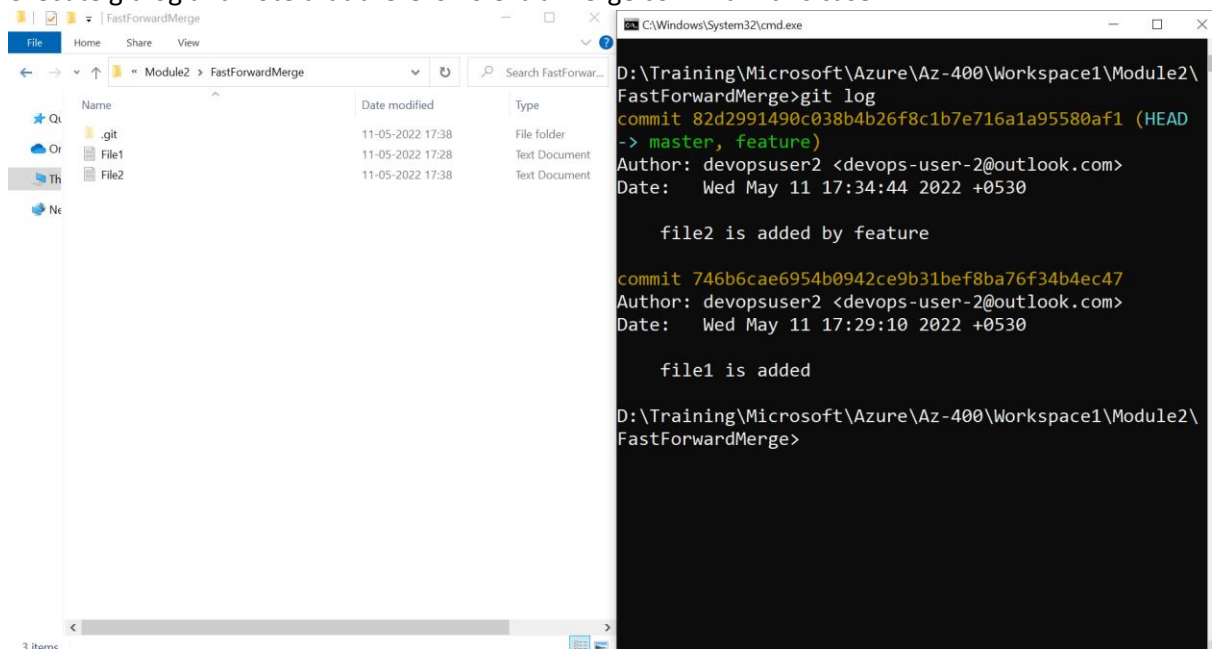 FastForwardMerge
File Home Share View
« Module2 > FastForwardMerge
Search FastForwar...
Name Date modified Type
.git 11-05-2022 17:38 File folder
File1 11-05-2022 17:28 Text Document
File2 11-05-2022 17:38 Text Document
Qu
Or
Th
Ne
3 items
C:\Windows\System32\cmd.exe
D:\Training\Microsoft\Azure\Az-400\Workspace1\Module2\
FastForwardMerge>git log
commit 82d2991490c038b4b26f8c1b7e716a1a95580af1 (HEAD
-> master, feature)
Author: devopsuser2 <devops-user-2@outlook.com>
Date: Wed May 11 17:34:44 2022 +0530
file2 is added by feature
commit 746b6cae6954b0942ce9b31bef8ba76f34b4ec47
Author: devopsuser2 <devops-user-2@outlook.com>
Date: Wed May 11 17:29:10 2022 +0530
file1 is added
D:\Training\Microsoft\Azure\Az-400\Workspace1\Module2\
FastForwardMerge>